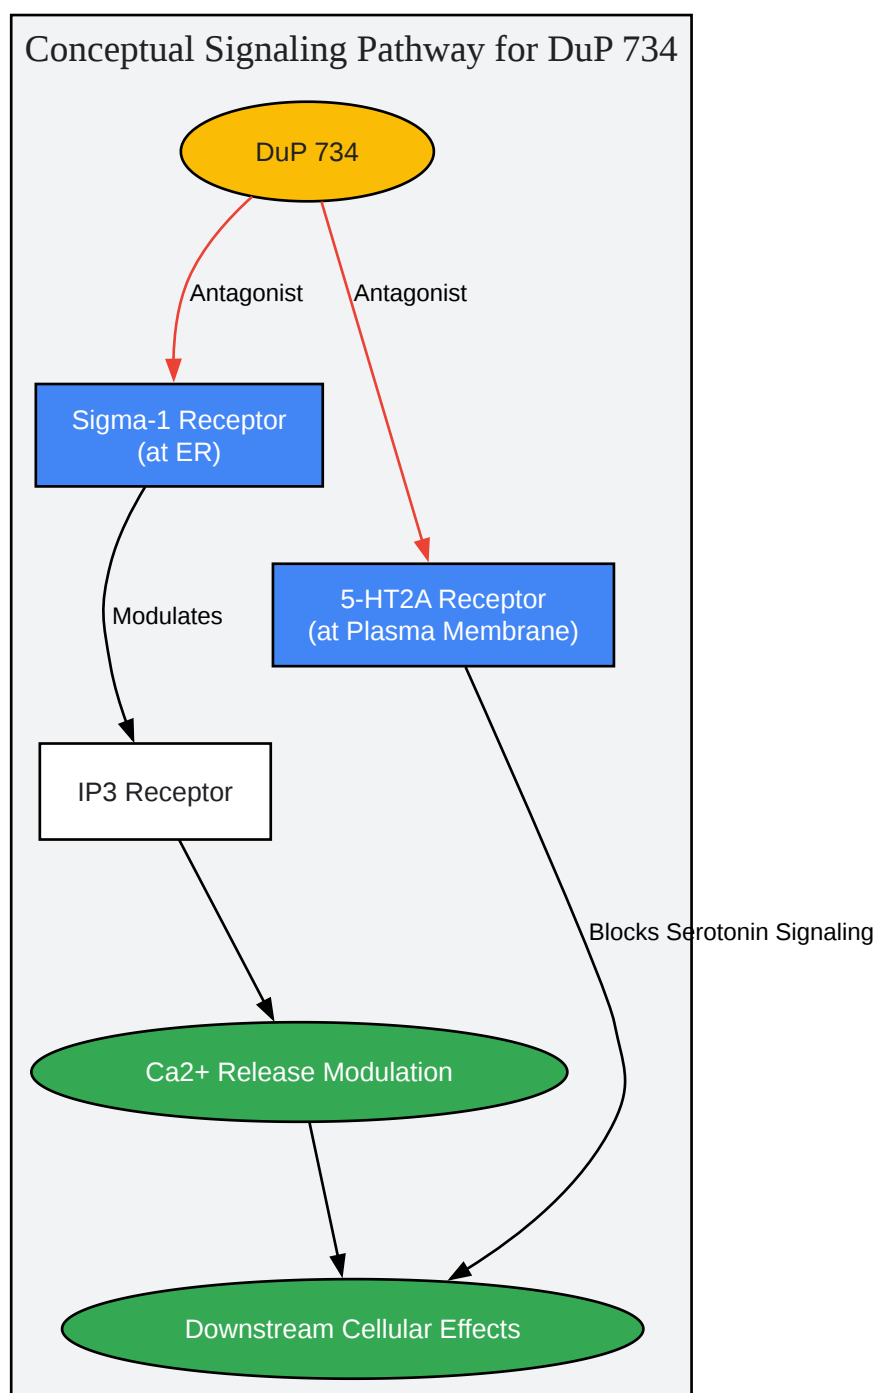 Conceptual Signaling Pathway for DuP 734
DuP 734
Antagonist
Antagonist
Sigma-1 Receptor
(at ER)
5-HT2A Receptor
(at Plasma Membrane)
Modulates
IP3 Receptor
Blocks Serotonin Signaling
Ca2+ Release Modulation
Downstream Cellular Effects